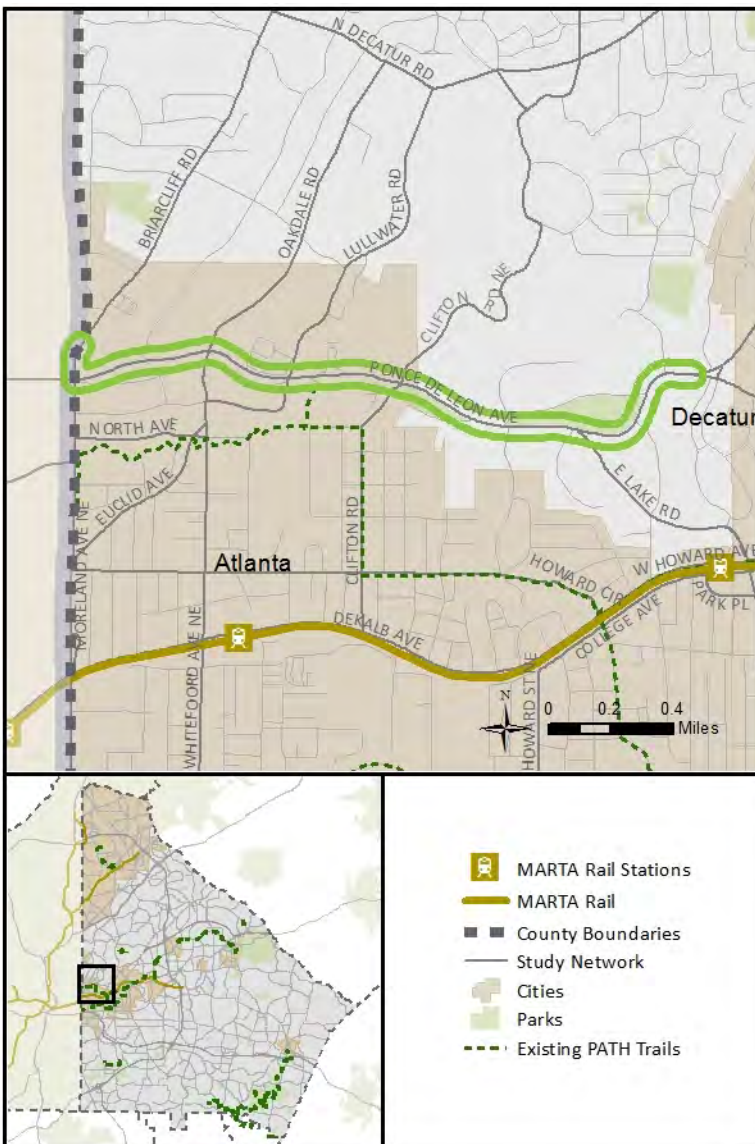 N DECATUR RD
BRIARCLIFF RD
OAKDALE RD
LULLWATER RD
CLIFTON RD NE
PONCE DE LEON AVE
NORTH AVE
Decatur
EUCLID AVE
E LAKE RD
MORELAND AVE NE
Atlanta
CLIFTON RD
W HOWARD AVE
HOWARD CIR
PARK PL
DEKALB AVE
COLLEGE AVE
WHITEFOORD AVE NE
HOWARD ST NE
N
0 0.2 0.4
Miles
MARTA Rail Stations
MARTA Rail
County Boundaries
Study Network
Cities
Parks
Existing PATH Trails